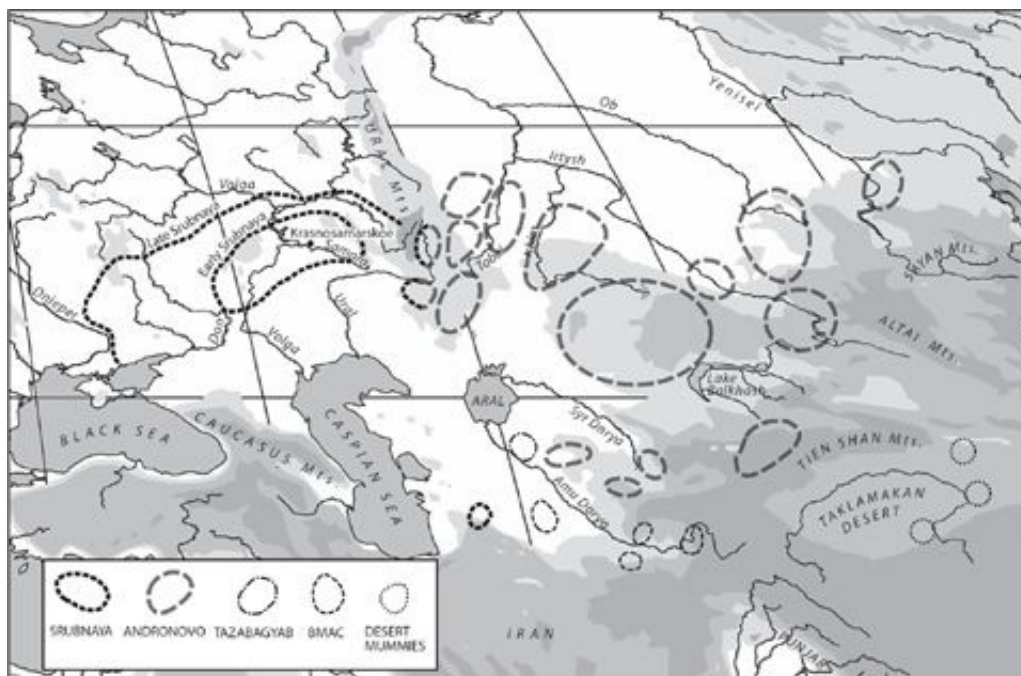 Ob
Yenisei
URAL Mts.
Irtysh
Volga
Late Srubnaya
Early Srubnaya
Krasnosamarskoe
Samara
Tobol
Ishim
SAYAN Mts.
Dnieper
Don
Volga
Ural
ALTAI Mts.
Lake
Balkhash
ARAL
BLACK SEA
CAUCASUS Mts.
CASPIAN SEA
Syr Darya
Amu Darya
TIEN SHAN Mts.
TAKLAMAKAN
DESERT
IRAN
PUNJAB
SRUBNAYA
ANDRONOVO
TAZABAGYAB
BMAC
DESERT
MUMMIES